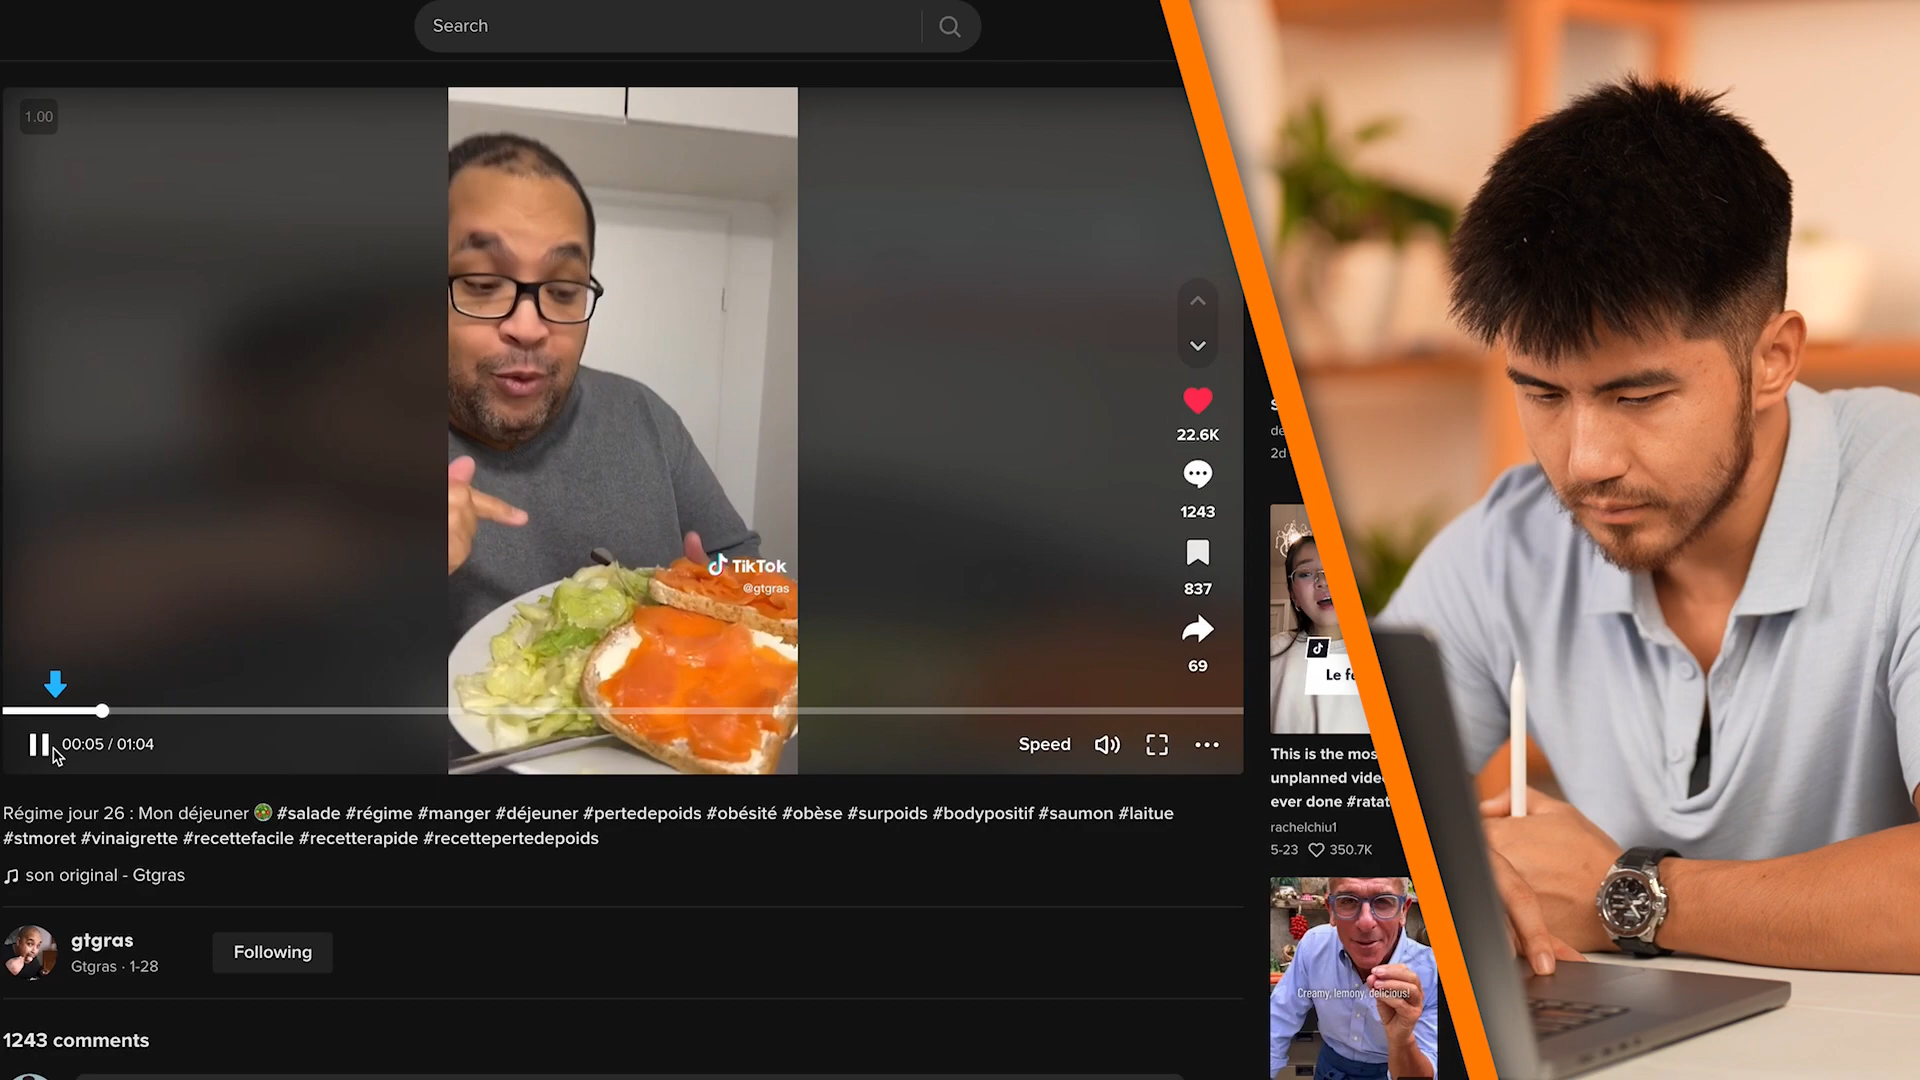 Search
1.00
TikTok
@gtgras
22.6K
1243
837
69
00:05 / 01:04
Speed
Régime jour 26 : Mon déjeuner 🥗 #salade #régime #manger #déjeuner #pertedepoids #obésité #obèse #surpoids #bodypositif #saumon #laitue
#stmoret #vinaigrette #recettefacile #recetterapide #recettepertedepoids
son original - Gtgras
gtgras
Gtgras · 1-28
Following
1243 comments
2d
Le
This is the mos
unplanned vide
ever done #ratat
rachelchiu1
5-23 350.7K
Creamy, lemony, delicious!